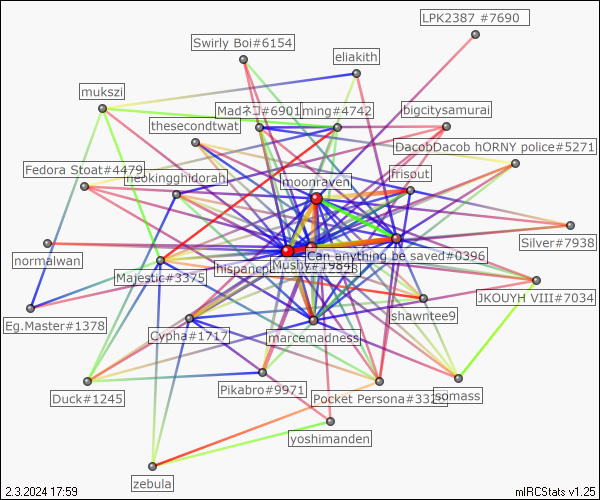 LPK2387 #7690
Swirly Boi#6154
eliakith
mukszi
Madネコ#6901
ming#4742
bigcitysamurai
thesecondtwat
DacobDacob hORNY police#5271
Fedora Stoat#4479
neokingghdorah
moonraven
frisout
Silver#7938
normalwan
Can anything be saved#0396
Majestic#3375
hispanc
Mushy#1984
JKOUYH VIII#7034
Eg.Master#1378
shawntee9
Cypha#1717
marcemadness
Duck#1245
Pikabro#9971
Pocket Persona#332
somass
yoshimanden
zebula
2.3.2024 17:59
mIRCStats v1.25